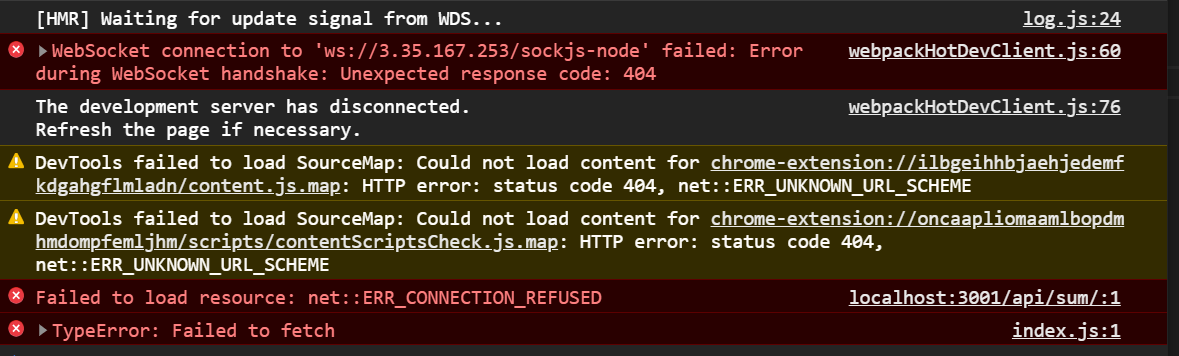 [HMR] Waiting for update signal from WDS... log.js:24
WebSocket connection to 'ws://3.35.167.253/sockjs-node' failed: Error webpackHotDevClient.js:60
during WebSocket handshake: Unexpected response code: 404
The development server has disconnected. webpackHotDevClient.js:76
Refresh the page if necessary.
DevTools failed to load SourceMap: Could not load content for chrome-extension://ilbgeihhbjaehjedemf
kdgahgflmladn/content.js.map: HTTP error: status code 404, net::ERR_UNKNOWN_URL_SCHEME
DevTools failed to load SourceMap: Could not load content for chrome-extension://oncaapliomaamlbopdm
hmdompfemljhm/scripts/contentScriptsCheck.js.map: HTTP error: status code 404,
net::ERR_UNKNOWN_URL_SCHEME
Failed to load resource: net::ERR_CONNECTION_REFUSED localhost:3001/api/sum/:1
TypeError: Failed to fetch index.js:1